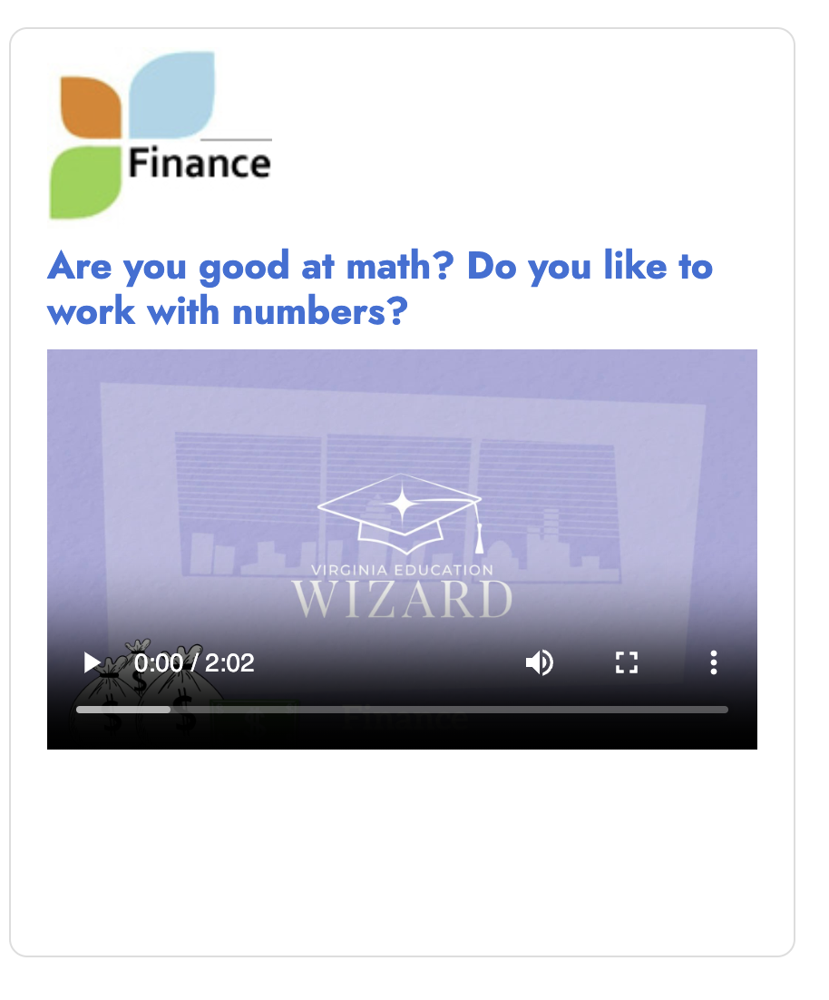 Finance
Are you good at math? Do you like to
work with numbers?
VIRGINIA EDUCATION
WIZARD
0:00 / 2:02
$
$ $
Finance